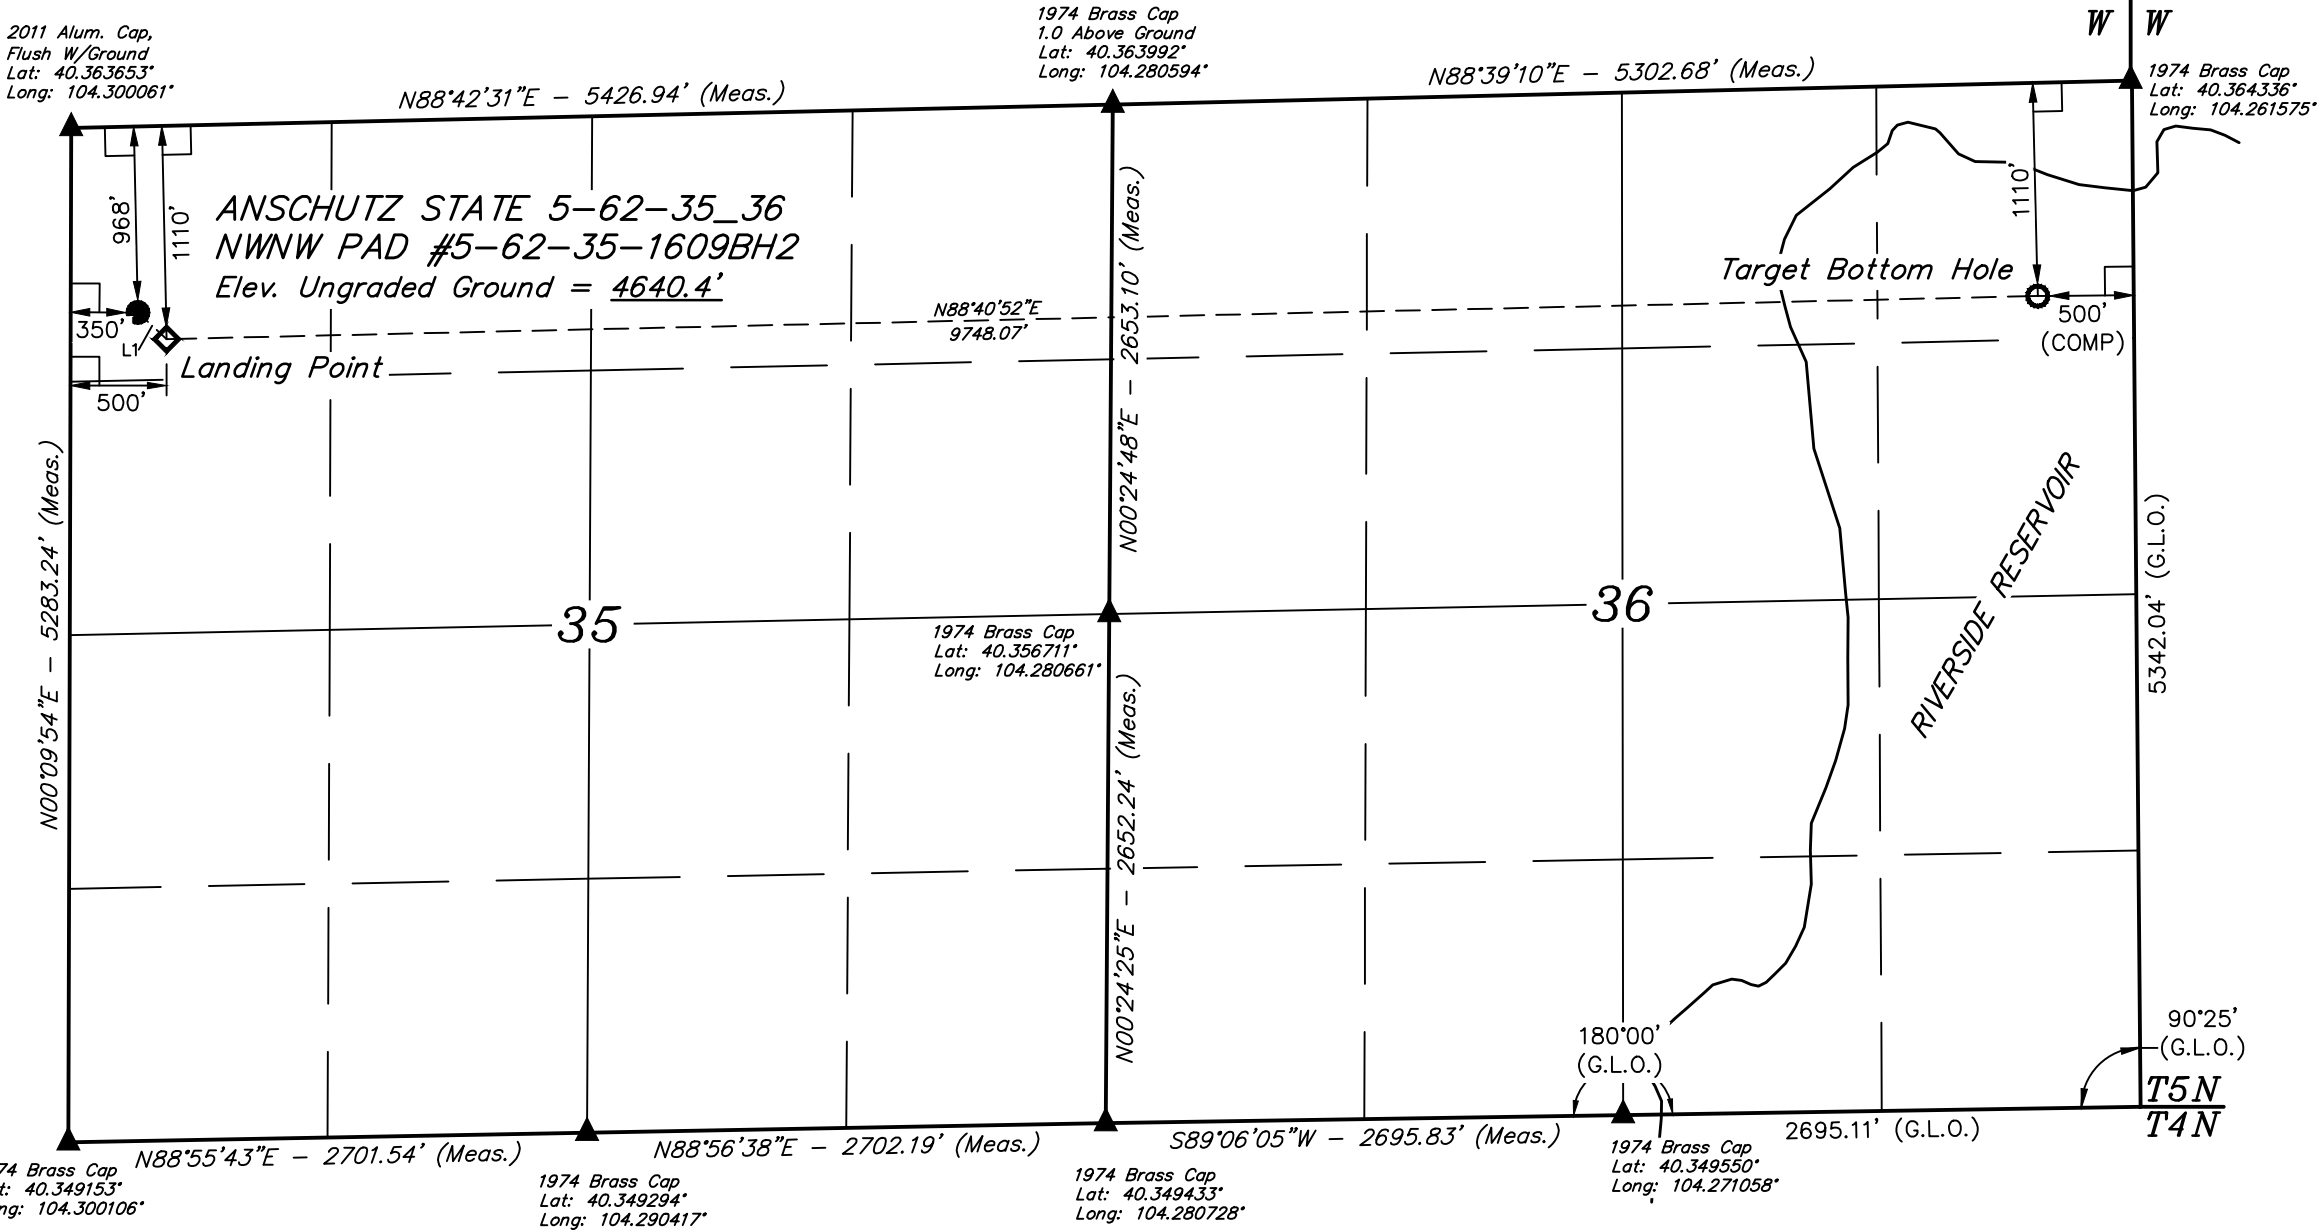 2011 Alum. Cap,
Flush W/Ground
Lat: 40.363653°
Long: 104.300061°
N88°42'31"E - 5426.94' (Meas.)
1974 Brass Cap
1.0 Above Ground
Lat: 40.363992°
Long: 104.280594°
N88°39'10"E - 5302.68' (Meas.)
W W
1974 Brass Cap
Lat: 40.364336°
Long: 104.261575°
968'
1110'
ANSCHUTZ STATE 5-62-35_36
NWNW PAD #5-62-35-1609BH2
Elev. Ungraded Ground = 4640.4'
350'
L1
Landing Point
500'
N88°40'52"E
9748.07'
N00°24'48"E - 2653.10' (Meas.)
1110'
Target Bottom Hole
500'
(COMP)
N00°09'54"E - 5283.24' (Meas.)
35
36
1974 Brass Cap
Lat: 40.356711°
Long: 104.280661°
RIVERSIDE RESERVOIR
5342.04' (G.L.O.)
N00°24'25"E - 2652.24' (Meas.)
180°00'
(G.L.O.)
90°25'
(G.L.O.)
T5N
T4N
N88°55'43"E - 2701.54' (Meas.)
N88°56'38"E - 2702.19' (Meas.)
S89°06'05"W - 2695.83' (Meas.)
2695.11' (G.L.O.)
74 Brass Cap
t: 40.349153°
ng: 104.300106°
1974 Brass Cap
Lat: 40.349294°
Long: 104.290417°
1974 Brass Cap
Lat: 40.349433°
Long: 104.280728°
1974 Brass Cap
Lat: 40.349550°
Long: 104.271058°